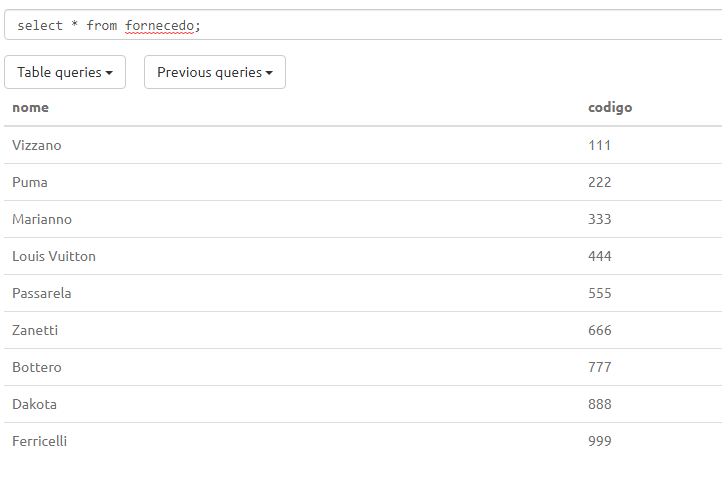 select * from fornecedo;
Table queries Previous queries
nome codigo
Vizzano 111
Puma 222
Marianno 333
Louis Vuitton 444
Passarela 555
Zanetti 666
Bottero 777
Dakota 888
Ferricelli 999